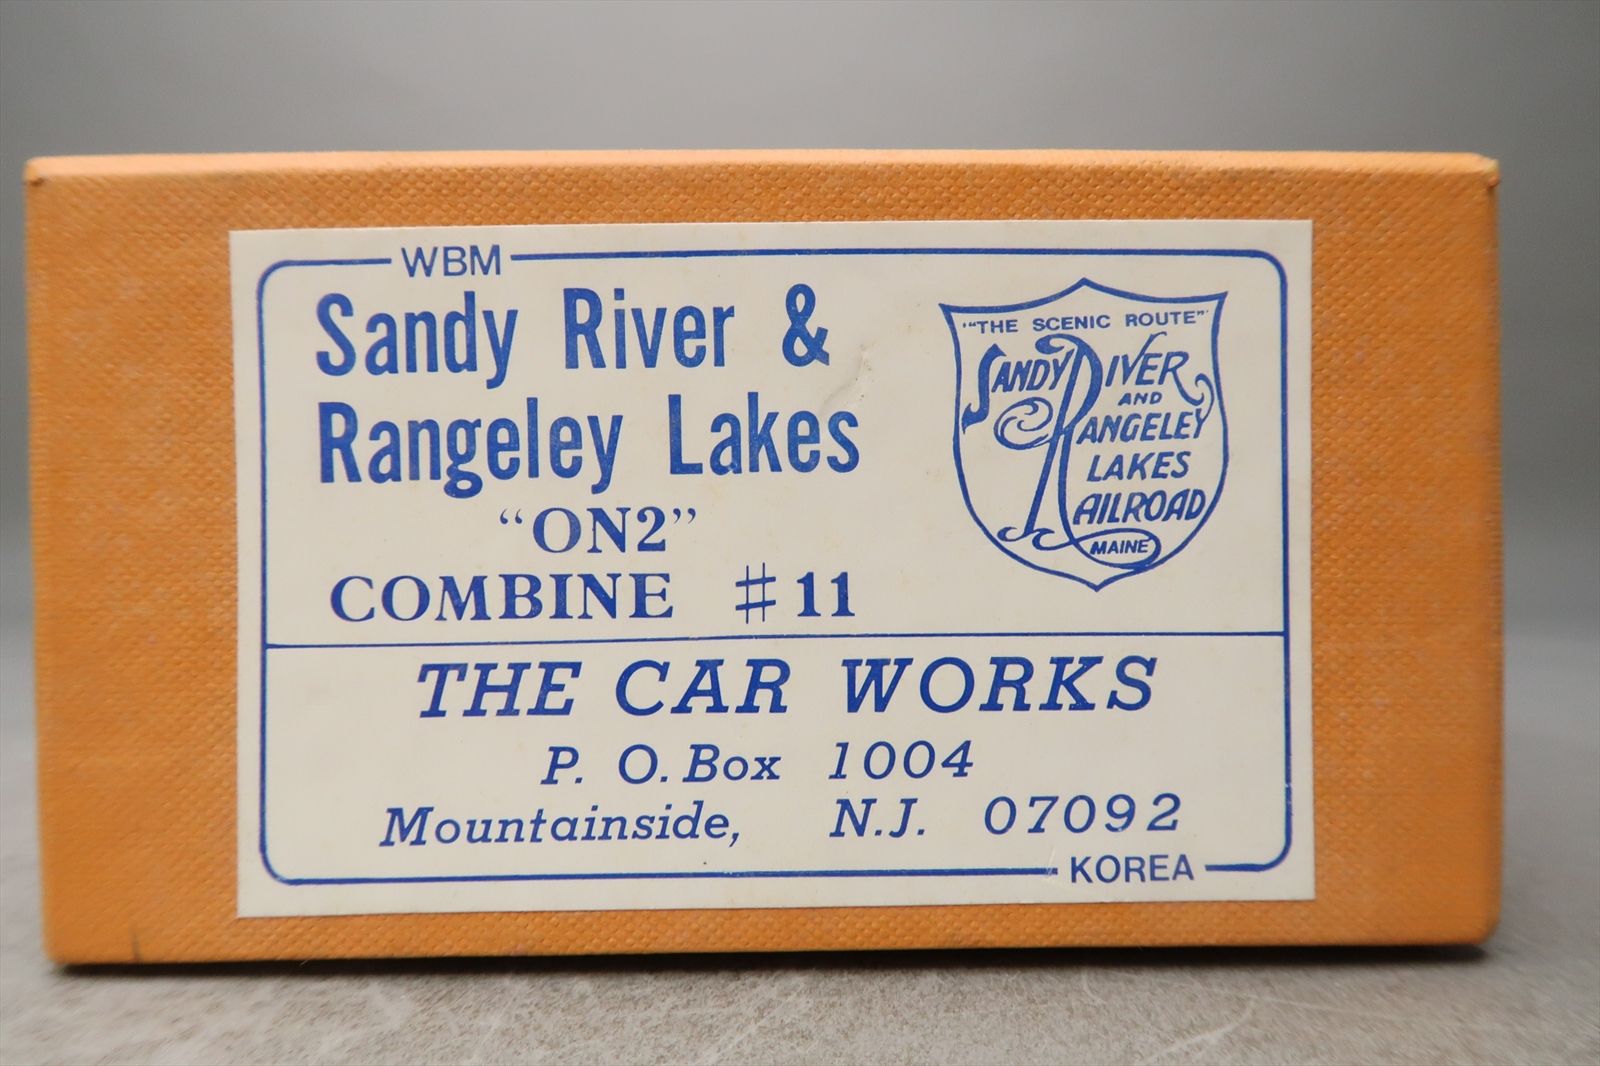 WBM
Sandy River &
Rangeley Lakes
“ON2”
COMBINE #11
"THE SCENIC ROUTE"
SANDY RIVER
AND
RANGELEY
LAKES
RAILROAD
MAINE
THE CAR WORKS
P. O. Box 1004
Mountainside, N.J. 07092
KOREA